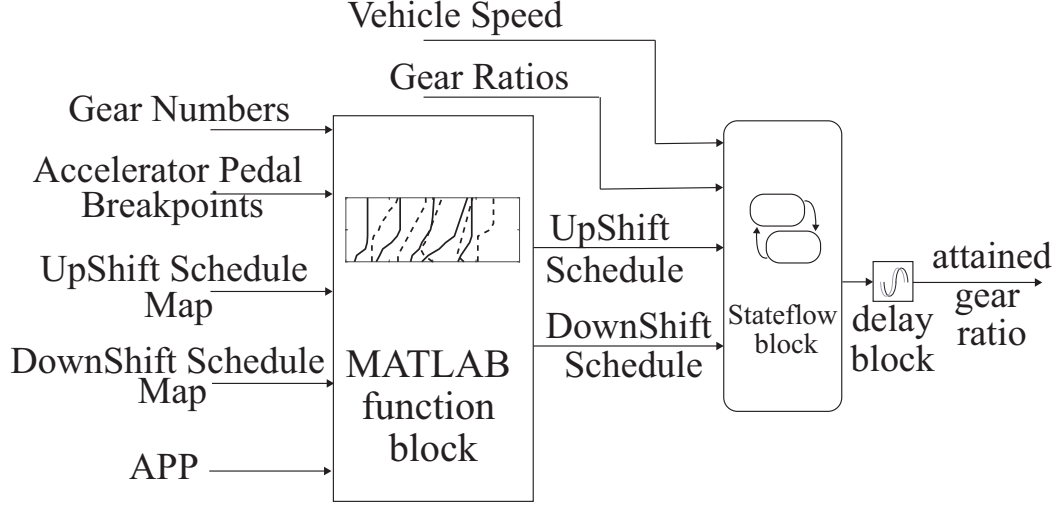 Vehicle Speed
Gear Ratios
Gear Numbers
Accelerator Pedal
Breakpoints
UpShift Schedule
Map
DownShift Schedule
Map
APP
MATLAB
function
block
UpShift
Schedule
DownShift
Schedule
Stateflow
block
delay
block
attained
gear
ratio